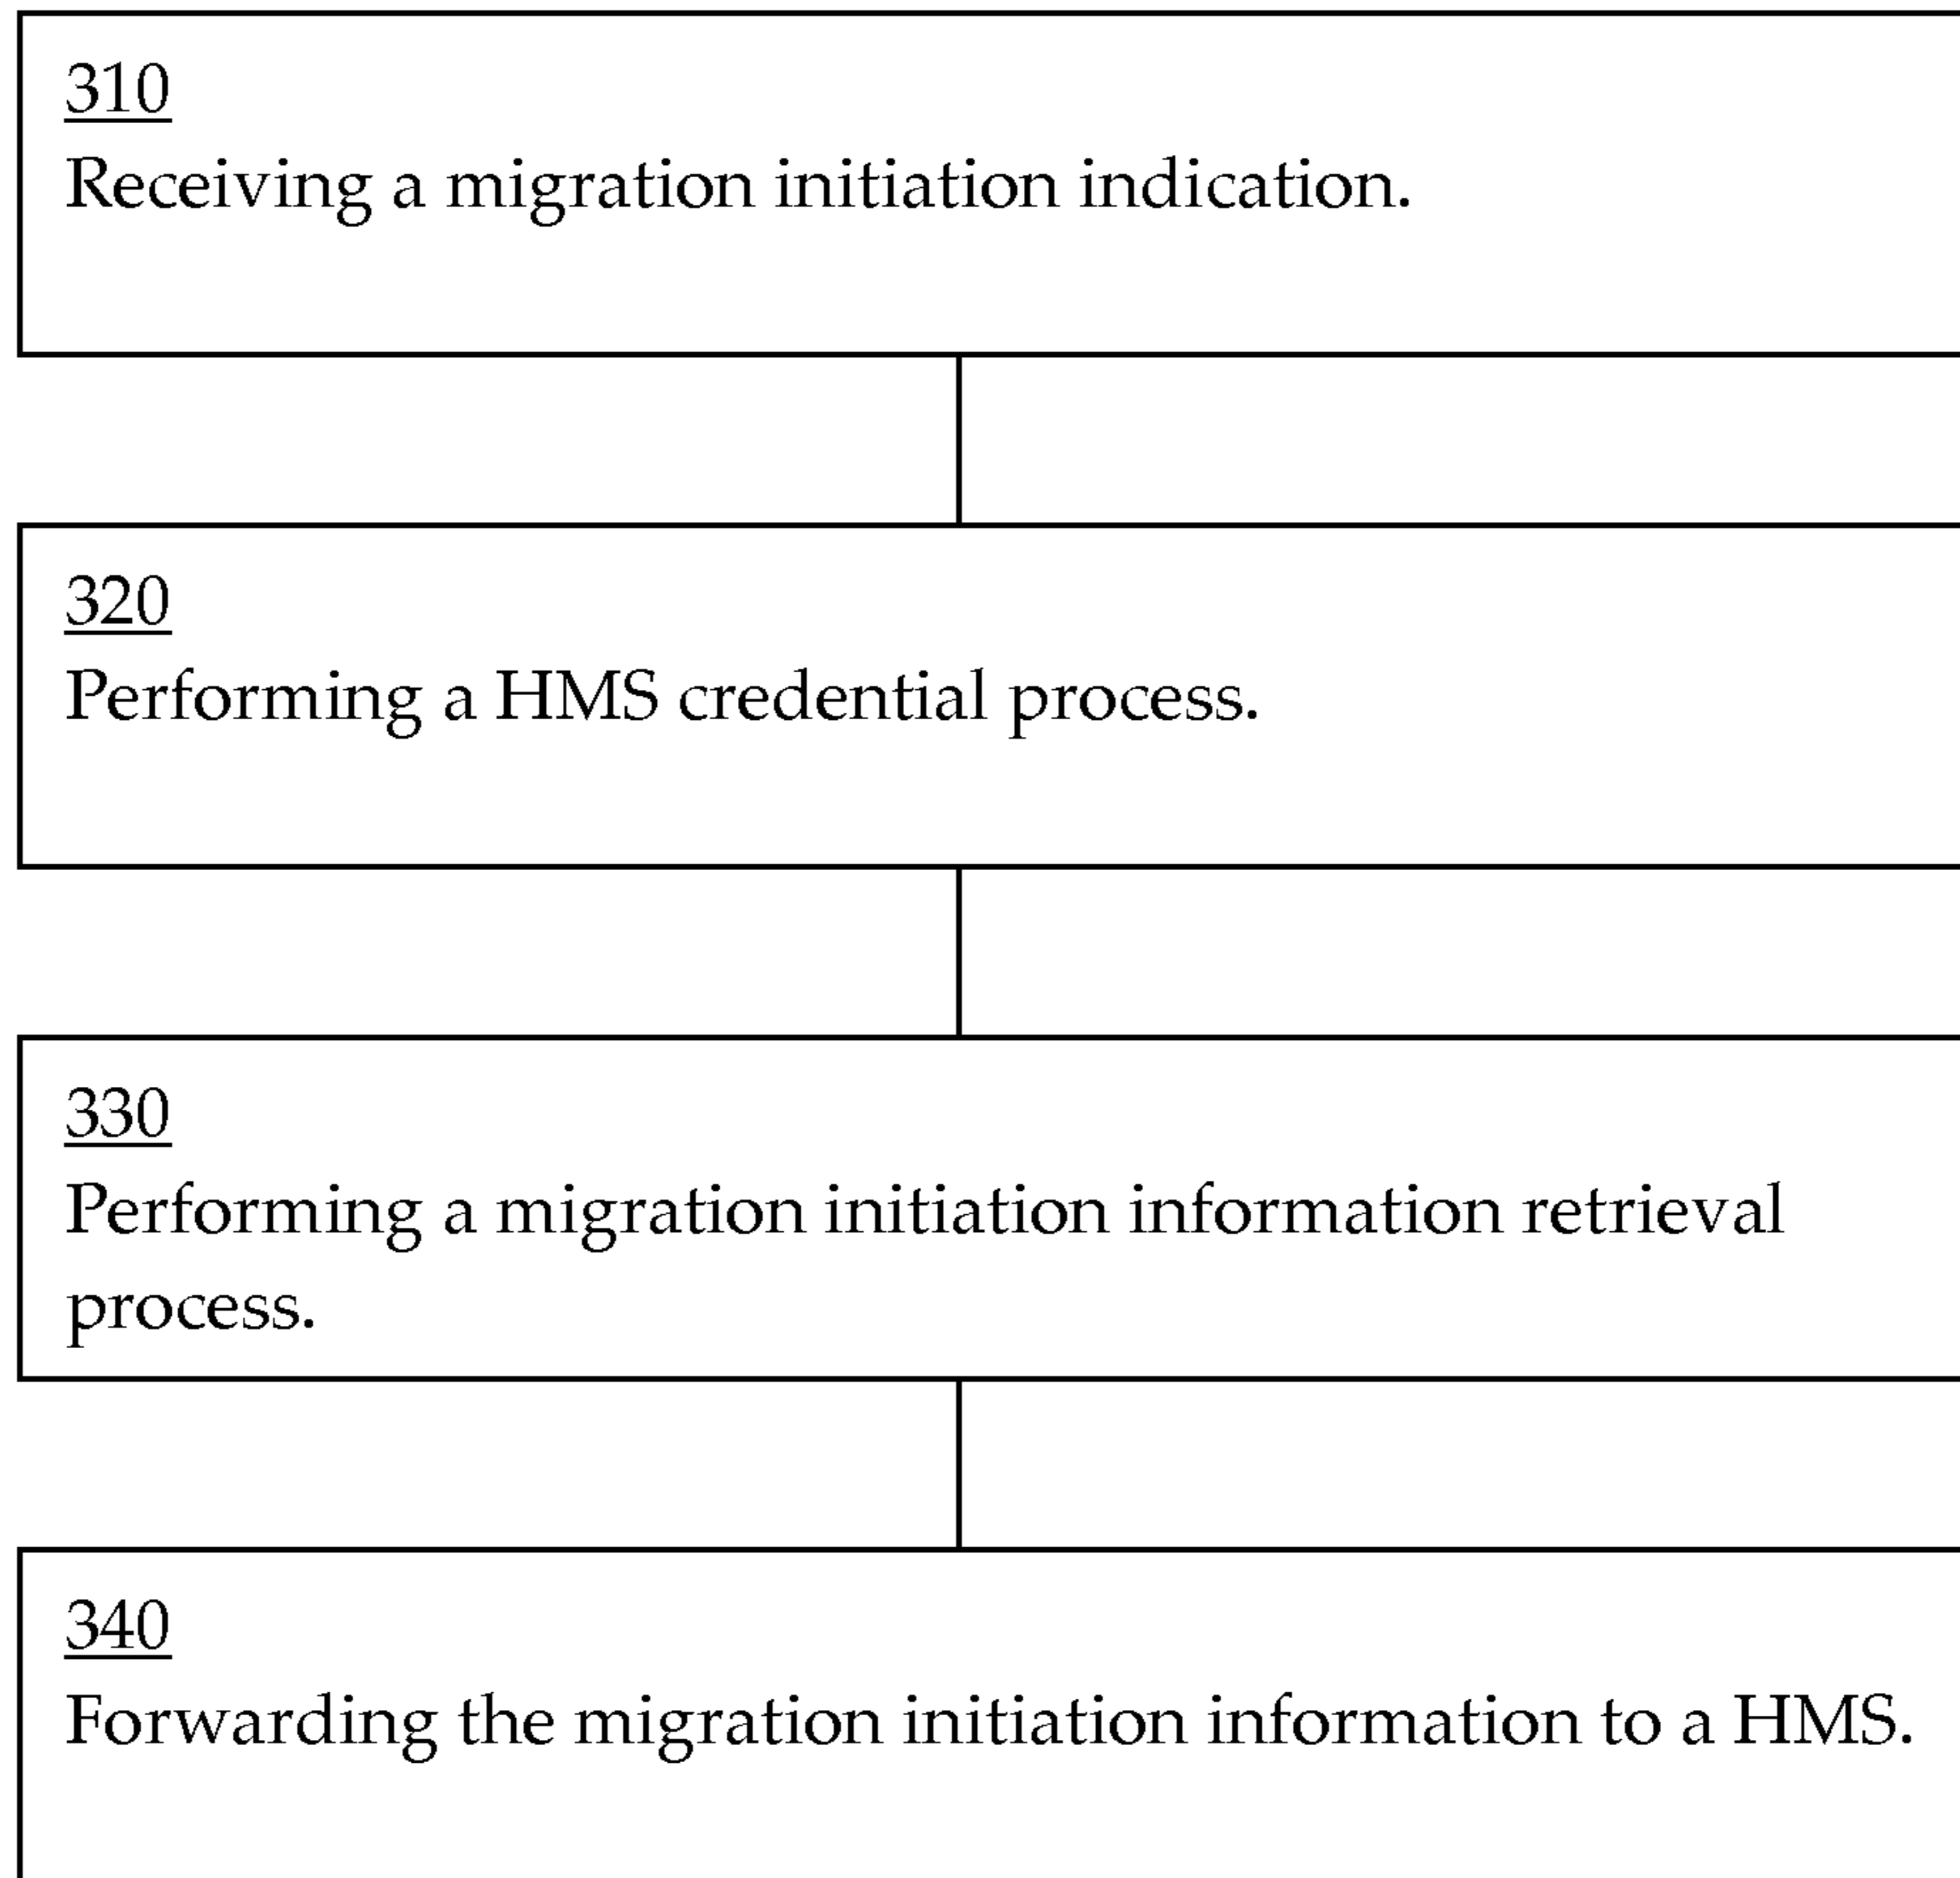 310
Receiving a migration initiation indication.
320
Performing a HMS credential process.
330
Performing a migration initiation information retrieval
process.
340
Forwarding the migration initiation information to a HMS.